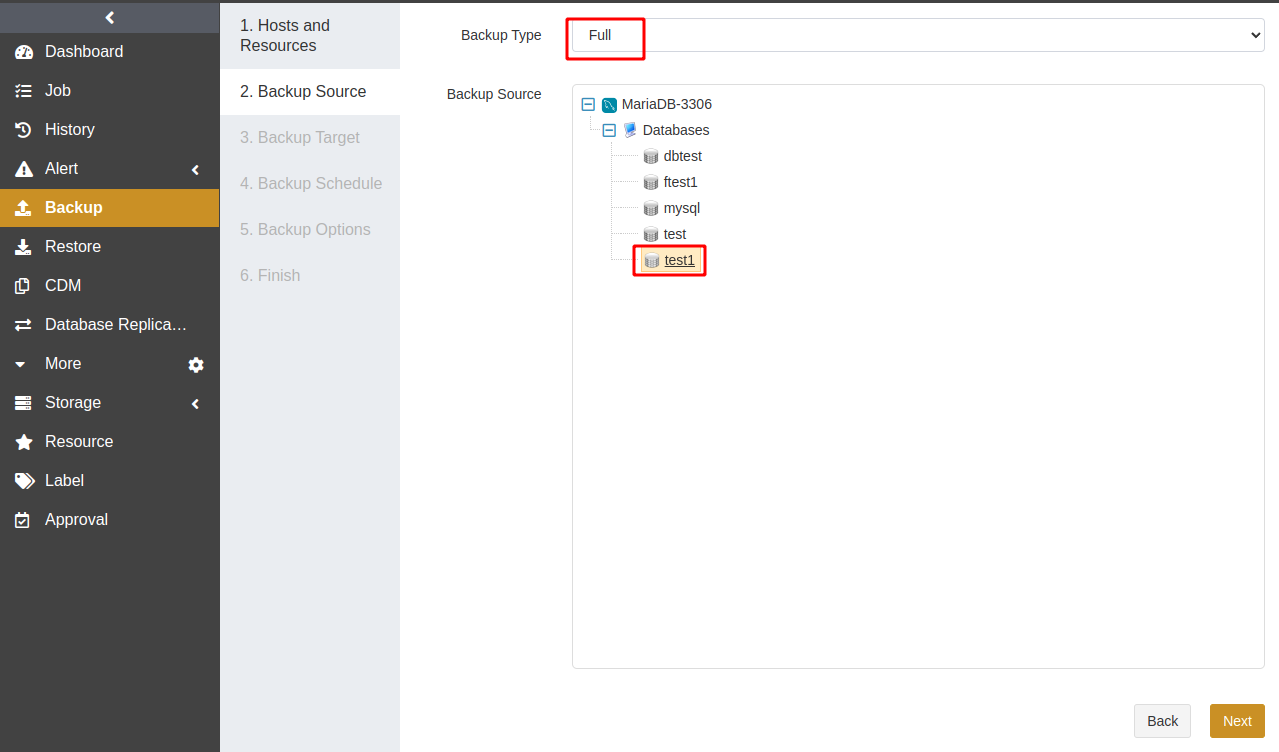 Dashboard
Job
History
Alert
Backup
Restore
CDM
Database Replica…
More
Storage
Resource
Label
Approval
1. Hosts and
Resources
2. Backup Source
3. Backup Target
4. Backup Schedule
5. Backup Options
6. Finish
Backup Type
Full
Backup Source
MariaDB-3306
Databases
dbtest
ftest1
mysql
test
test1
Back
Next